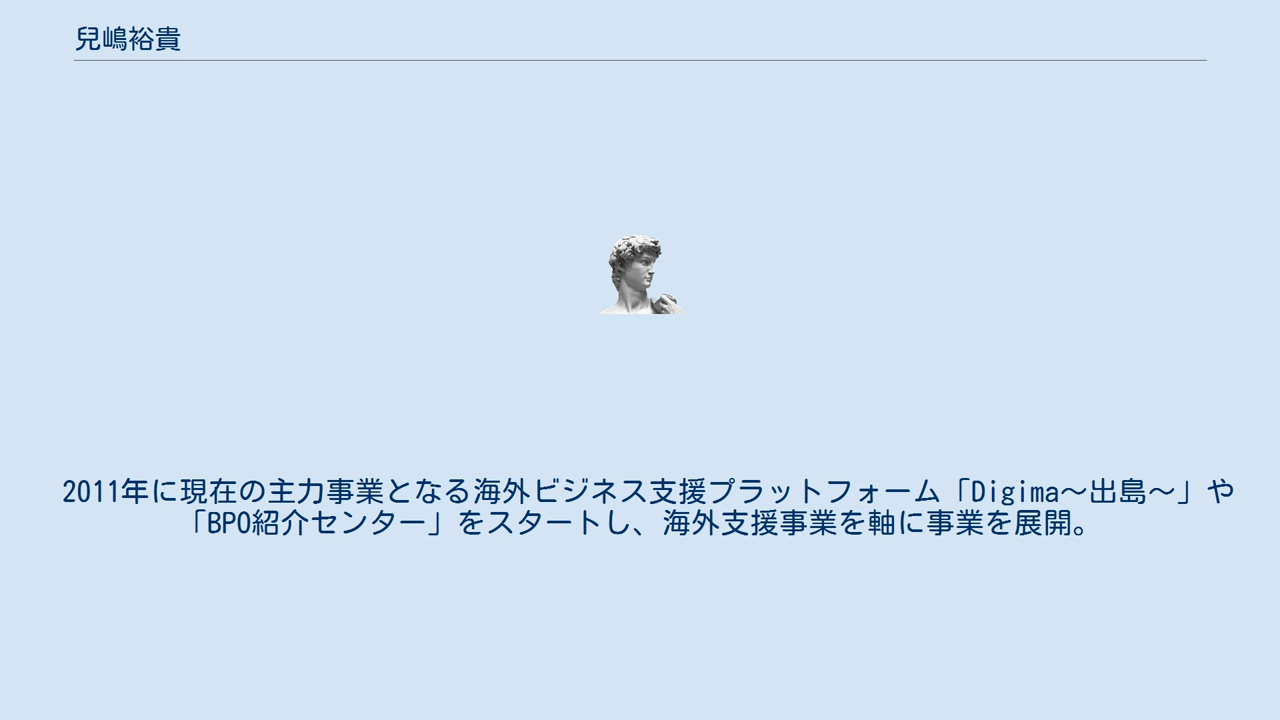 兒嶋裕貴
2011年に現在の主力事業となる海外ビジネス支援プラットフォーム「Digima～出島～」や
「BPO紹介センター」をスタートし、海外支援事業を軸に事業を展開。